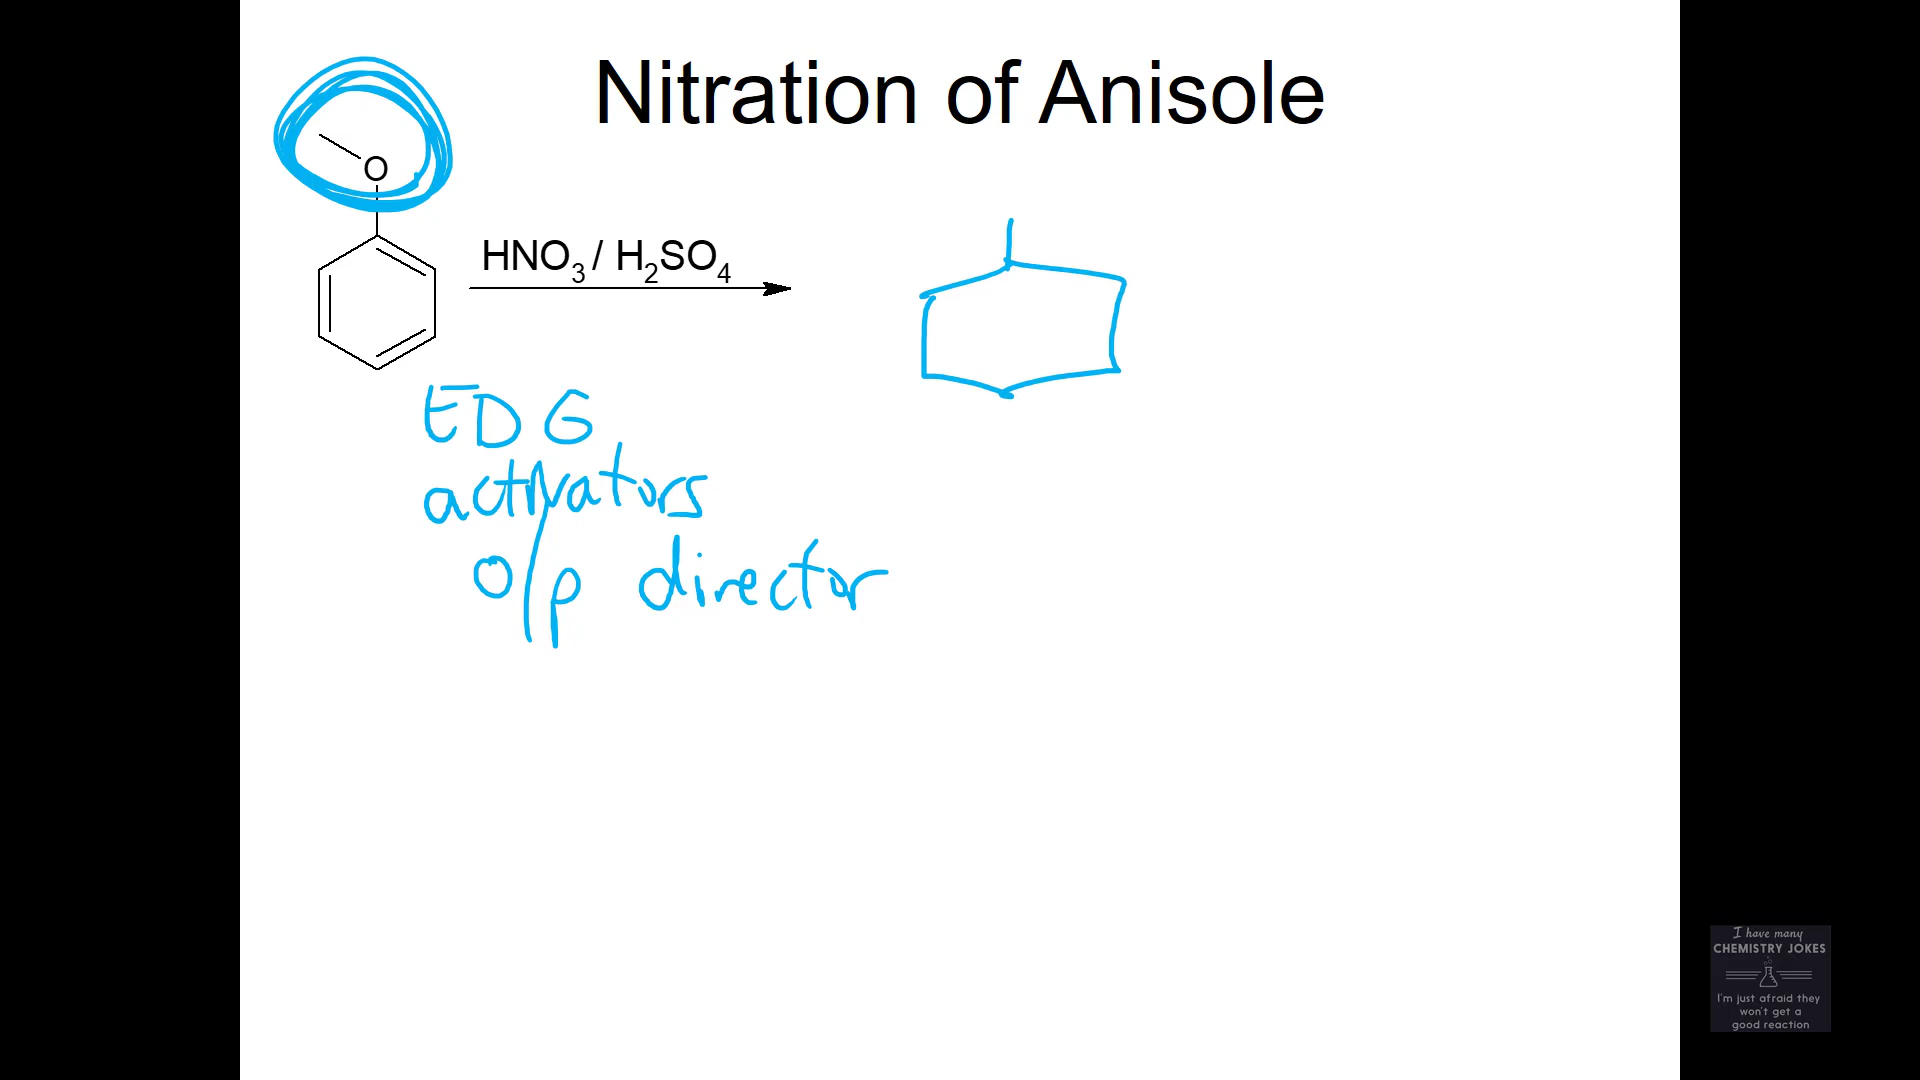 Nitration of Anisole
O
HNO3 / H2SO4
EDG
activators
o/p director
I have many
CHEMISTRY JOKES
I'm just afraid they
won't get a
good reaction